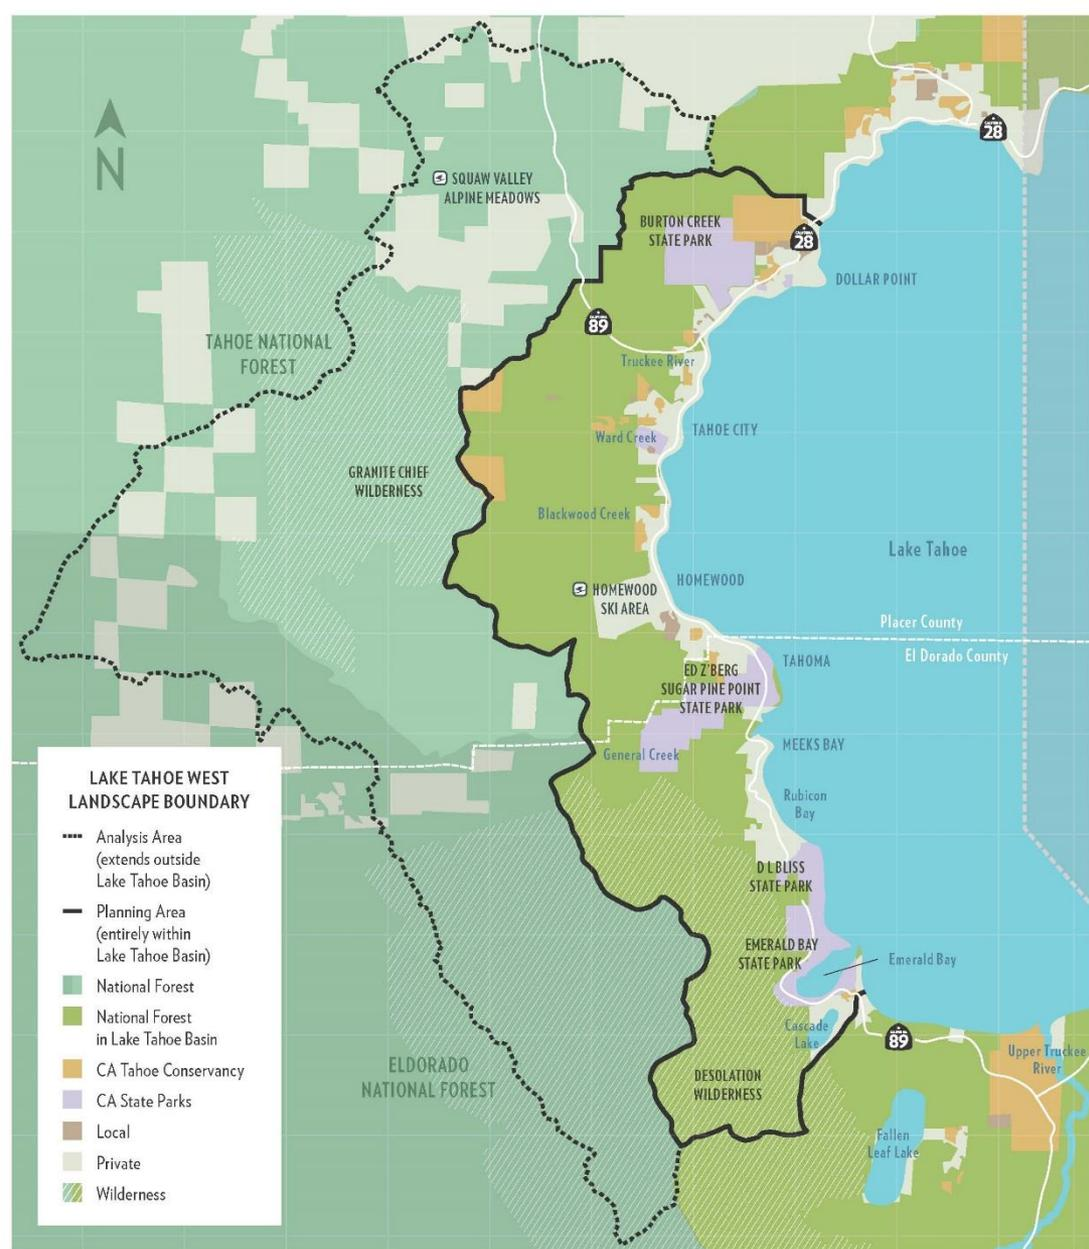 N
CALIFORNIA
28
SQUAW VALLEY
ALPINE MEADOWS
BURTON CREEK
STATE PARK
CALIFORNIA
28
DOLLAR POINT
CALIFORNIA
89
TAHOE NATIONAL
FOREST
Truckee River
Ward Creek
TAHOE CITY
GRANITE CHIEF
WILDERNESS
Blackwood Creek
Lake Tahoe
HOMEWOOD
HOMEWOOD
SKI AREA
Placer County
El Dorado County
TAHOMA
ED Z'BERG
SUGAR PINE POINT
STATE PARK
General Creek
MEEKS BAY
Rubicon
Bay
D L BLISS
STATE PARK
EMERALD BAY
STATE PARK
Emerald Bay
Cascade
Lake
CALIFORNIA
89
Upper Truckee
River
ELDORADO
NATIONAL FOREST
DESOLATION
WILDERNESS
Fallen
Leaf Lake
LAKE TAHOE WEST
LANDSCAPE BOUNDARY
Analysis Area
(extends outside
Lake Tahoe Basin)
Planning Area
(entirely within
Lake Tahoe Basin)
National Forest
National Forest
in Lake Tahoe Basin
CA Tahoe Conservancy
CA State Parks
Local
Private
Wilderness